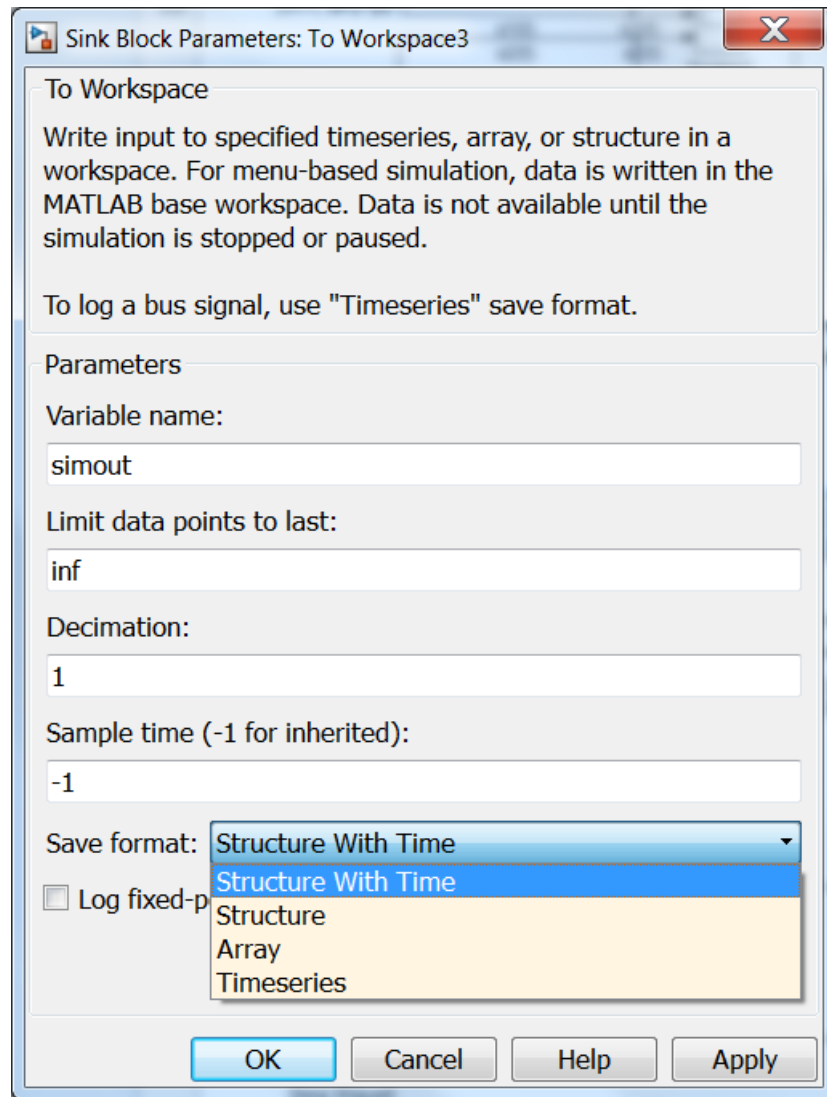 Sink Block Parameters: To Workspace3
To Workspace
Write input to specified timeseries, array, or structure in a
workspace. For menu-based simulation, data is written in the
MATLAB base workspace. Data is not available until the
simulation is stopped or paused.
To log a bus signal, use "Timeseries" save format.
Parameters
Variable name:
simout
Limit data points to last:
inf
Decimation:
1
Sample time (-1 for inherited):
-1
Save format: Structure With Time
Structure With Time
Log fixed-p
Structure
Array
Timeseries
OK Cancel Help Apply